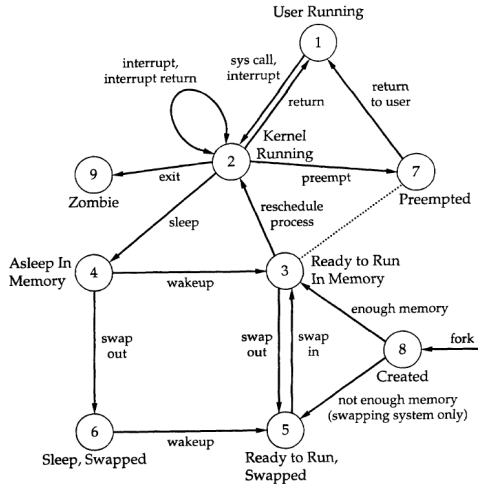 User Running
1
sys call,
interrupt
interrupt,
interrupt return
return
return
to user
Kernel
Running
2
7
9
exit
preempt
Zombie
Preempted
sleep
reschedule
process
Asleep In
Memory
4
wakeup
3
Ready to Run
In Memory
enough memory
swap
out
swap
out
swap
in
8
fork
Created
not enough memory
(swapping system only)
6
wakeup
5
Sleep, Swapped
Ready to Run,
Swapped